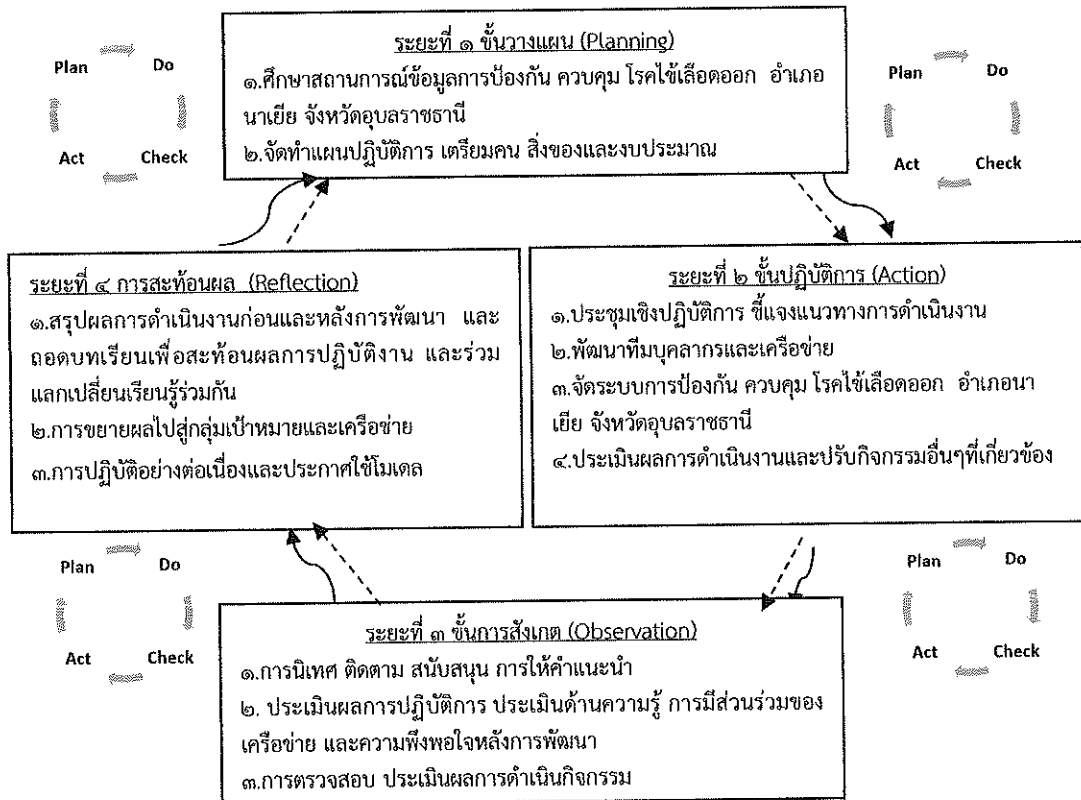 ระยะที่ ๑ ขั้นวางแผน (Planning)
๑.ศึกษาสถานการณ์ข้อมูลการป้องกัน ควบคุม โรคไข้เลือดออก อำเภอ
นาเยีย จังหวัดอุบลราชธานี
๒.จัดทำแผนปฏิบัติการ เตรียมคน สิ่งของและงบประมาณ
Plan
Do
Act
Check
Plan
Do
Act
Check
ระยะที่ ๔ การสะท้อนผล (Reflection)
๑.สรุปผลการดำเนินงานก่อนและหลังการพัฒนา และ
ถอดบทเรียนเพื่อสะท้อนผลการปฏิบัติงาน และร่วม
แลกเปลี่ยนเรียนรู้ร่วมกัน
๒.การขยายผลไปสู่กลุ่มเป้าหมายและเครือข่าย
๓.การปฏิบัติอย่างต่อเนื่องและประกาศใช้โมเดล
ระยะที่ ๒ ขั้นปฏิบัติการ (Action)
๑.ประชุมเชิงปฏิบัติการ ชี้แจงแนวทางการดำเนินงาน
๒.พัฒนาทีมบุคลากรและเครือข่าย
๓.จัดระบบการป้องกัน ควบคุม โรคไข้เลือดออก อำเภอนา
เยีย จังหวัดอุบลราชธานี
๔.ประเมินผลการดำเนินงานและปรับกิจกรรมอื่นๆที่เกี่ยวข้อง
Plan
Do
Act
Check
Plan
Do
Act
Check
ระยะที่ ๓ ขั้นการสังเกต (Observation)
๑.การนิเทศ ติดตาม สนับสนุน การให้คำแนะนำ
๒. ประเมินผลการปฏิบัติการ ประเมินด้านความรู้ การมีส่วนร่วมของ
เครือข่าย และความพึงพอใจหลังการพัฒนา
๓.การตรวจสอบ ประเมินผลการดำเนินกิจกรรม